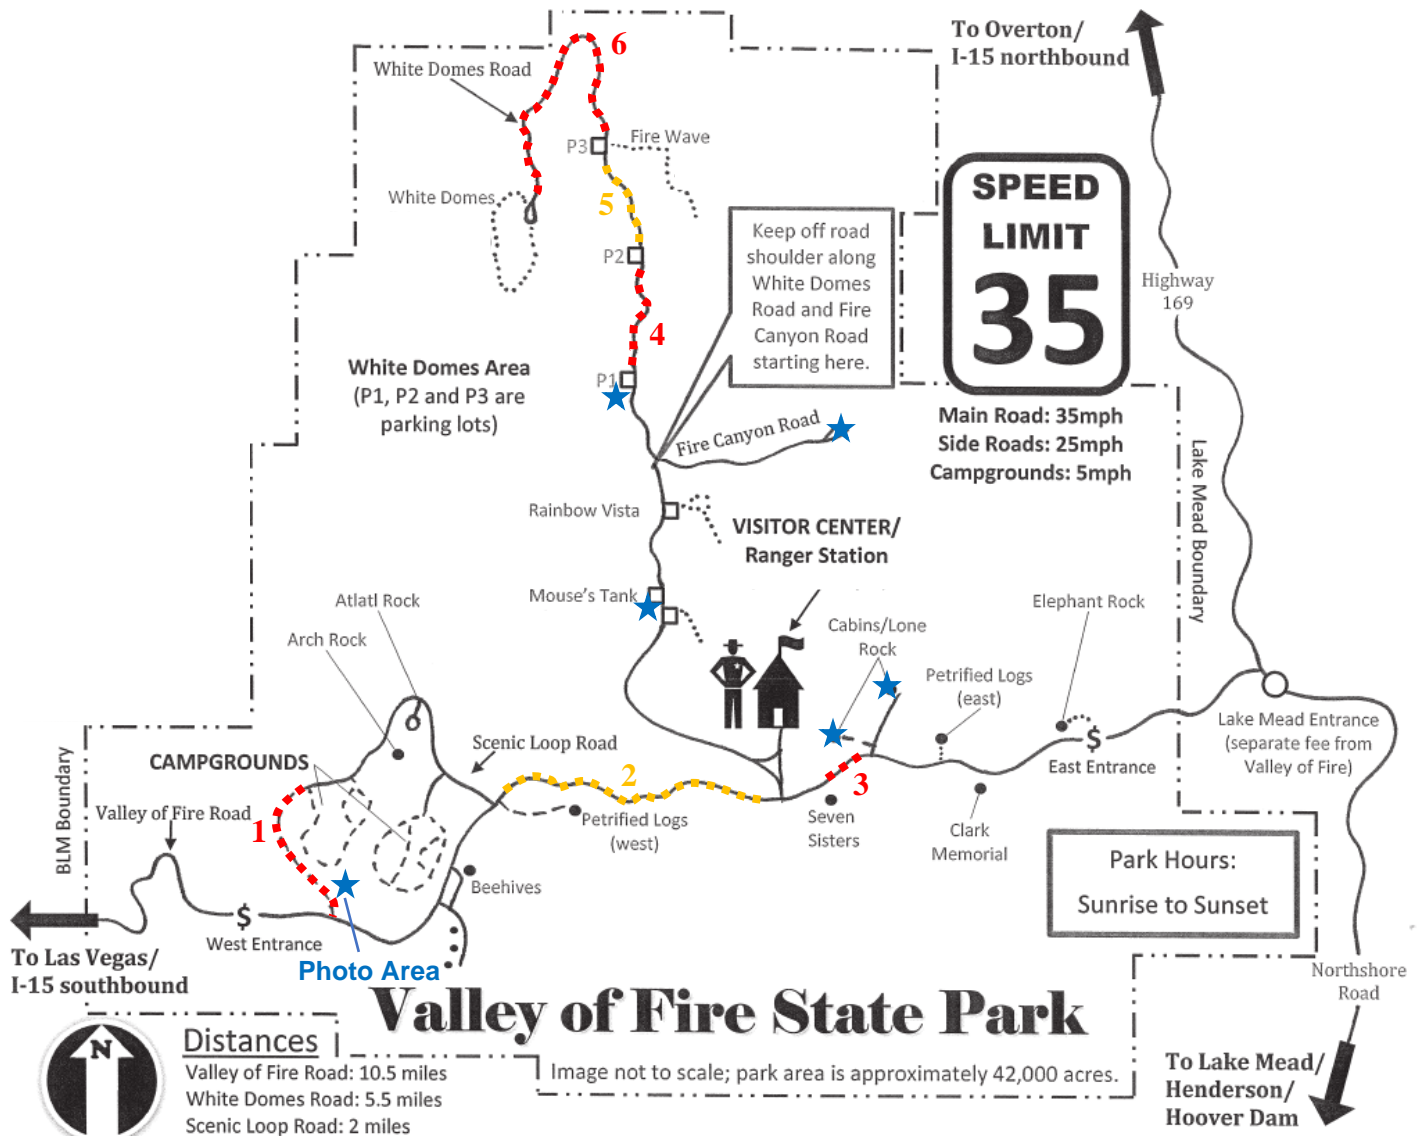 6
White Domes Road
To Overton/
I-15 northbound
P3
Fire Wave
5
White Domes
P2
Keep off road
shoulder along
White Domes
Road and Fire
Canyon Road
starting here.
SPEED
LIMIT
35
Highway
169
4
White Domes Area
(P1, P2 and P3 are
parking lots)
P1
Fire Canyon Road
Main Road: 35mph
Side Roads: 25mph
Campgrounds: 5mph
Lake Mead Boundary
Rainbow Vista
VISITOR CENTER/
Ranger Station
Mouse's Tank
Atlatl Rock
Arch Rock
Cabins/Lone
Rock
Elephant Rock
Petrified Logs
(east)
Lake Mead Entrance
(separate fee from
Valley of Fire)
$
East Entrance
Scenic Loop Road
CAMPGROUNDS
2
3
1
Valley of Fire Road
BLM Boundary
Petrified Logs
(west)
Seven
Sisters
Clark
Memorial
Park Hours:
Sunrise to Sunset
Beehives
$
West Entrance
To Las Vegas/
I-15 southbound
Photo Area
Northshore
Road
Valley of Fire State Park
N
Distances
Valley of Fire Road: 10.5 miles
White Domes Road: 5.5 miles
Scenic Loop Road: 2 miles
Image not to scale; park area is approximately 42,000 acres.
To Lake Mead/
Henderson/
Hoover Dam